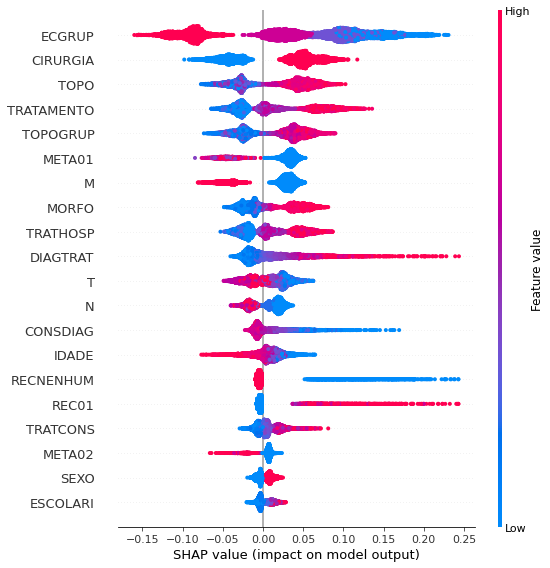 High
ECGRUP
CIRURGIA
TOPO
TRATAMENTO
TOPOGRUP
META01
M
MORFO
TRATHOSP
DIAGTRAT
T
N
CONSDIAG
IDADE
RECNENHUM
REC01
TRATCONS
META02
SEXO
ESCOLARI
Feature value
Low
−0.15 −0.10 −0.05 0.00 0.05 0.10 0.15 0.20 0.25
SHAP value (impact on model output)